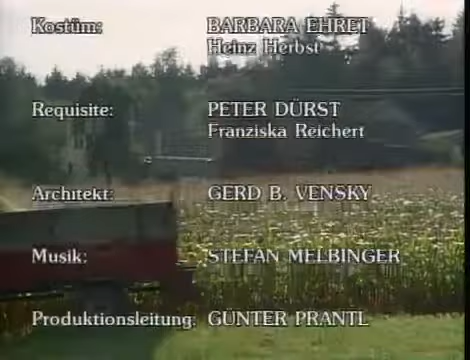 Kostüm: BARBARA EHRET
Heinz Herbst
Requisite: PETER DÜRST
Franziska Reichert
Architekt: GERD B. VENSKY
Musik: STEFAN MELBINGER
Produktionsleitung: GÜNTER PRANTL